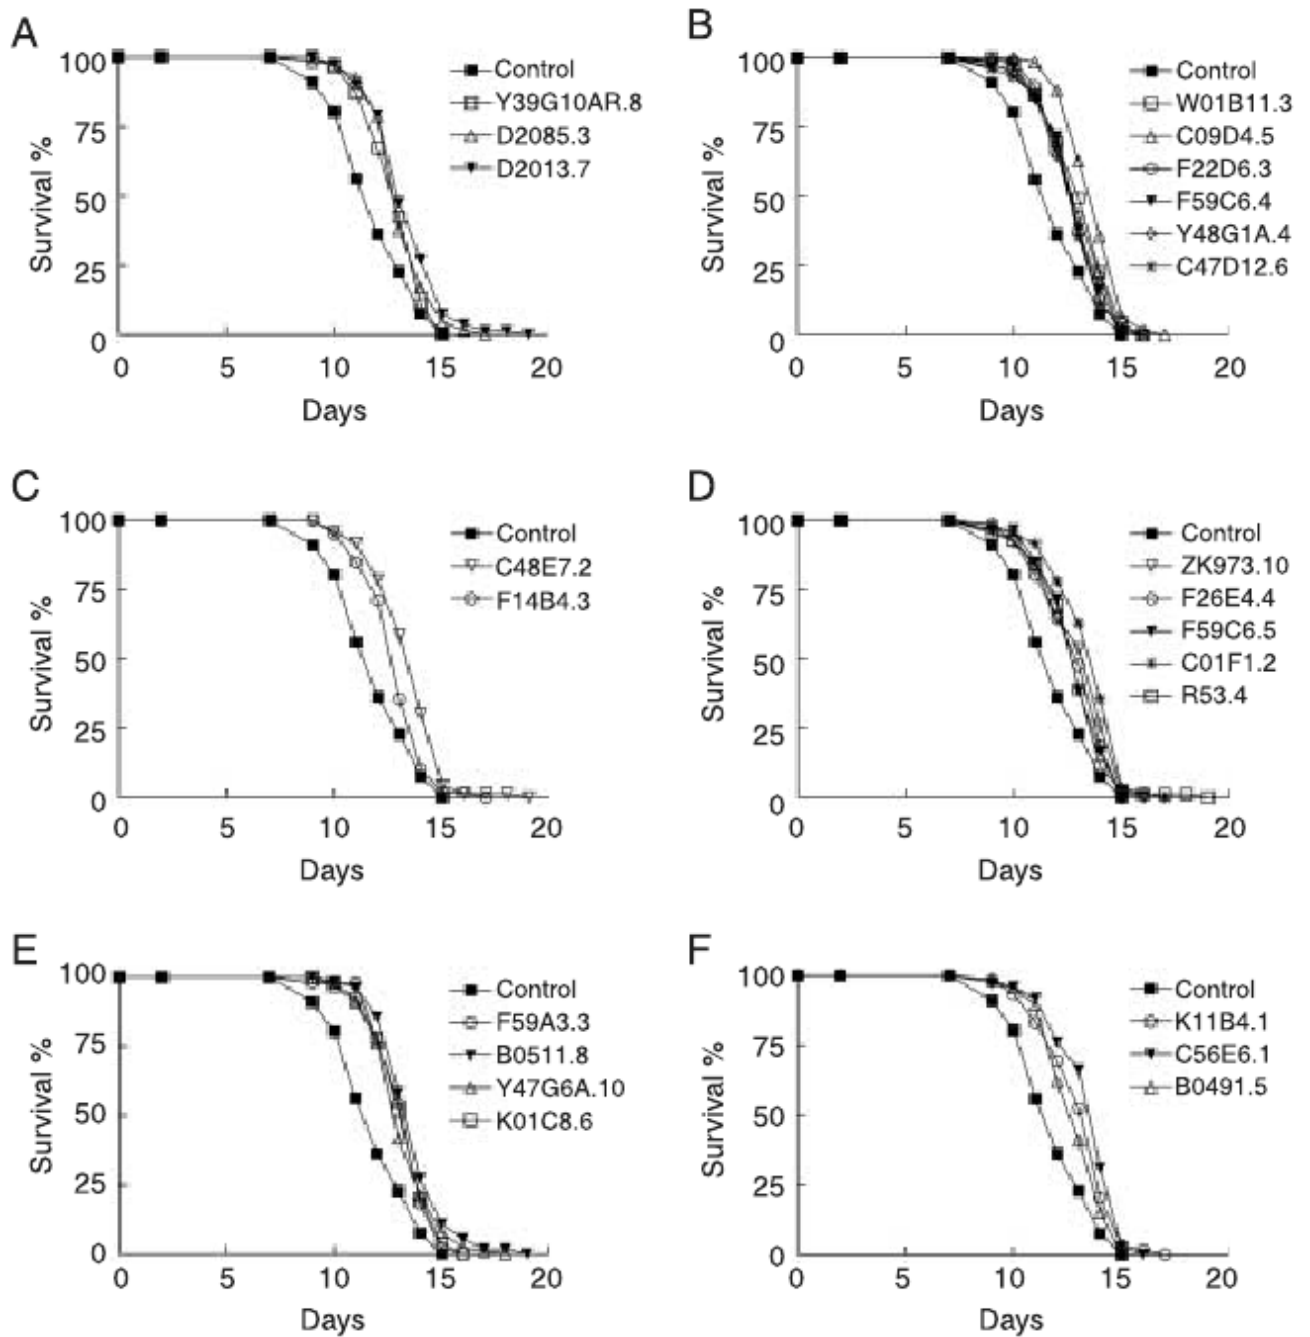 A
Survival %
100
75
50
25
0
0 5 10 15 20
Days
Control
Y39G10AR.8
D2085.3
D2013.7
B
Survival %
100
75
50
25
0
0 5 10 15 20
Days
Control
W01B11.3
C09D4.5
F22D6.3
F59C6.4
Y48G1A.4
C47D12.6
C
Survival %
100
75
50
25
0
0 5 10 15 20
Days
Control
C48E7.2
F14B4.3
D
Survival %
100
75
50
25
0
0 5 10 15 20
Days
Control
ZK973.10
F26E4.4
F59C6.5
C01F1.2
R53.4
E
Survival %
100
75
50
25
0
0 5 10 15 20
Days
Control
F59A3.3
B0511.8
Y47G6A.10
K01C8.6
F
Survival %
100
75
50
25
0
0 5 10 15 20
Days
Control
K11B4.1
C56E6.1
B0491.5